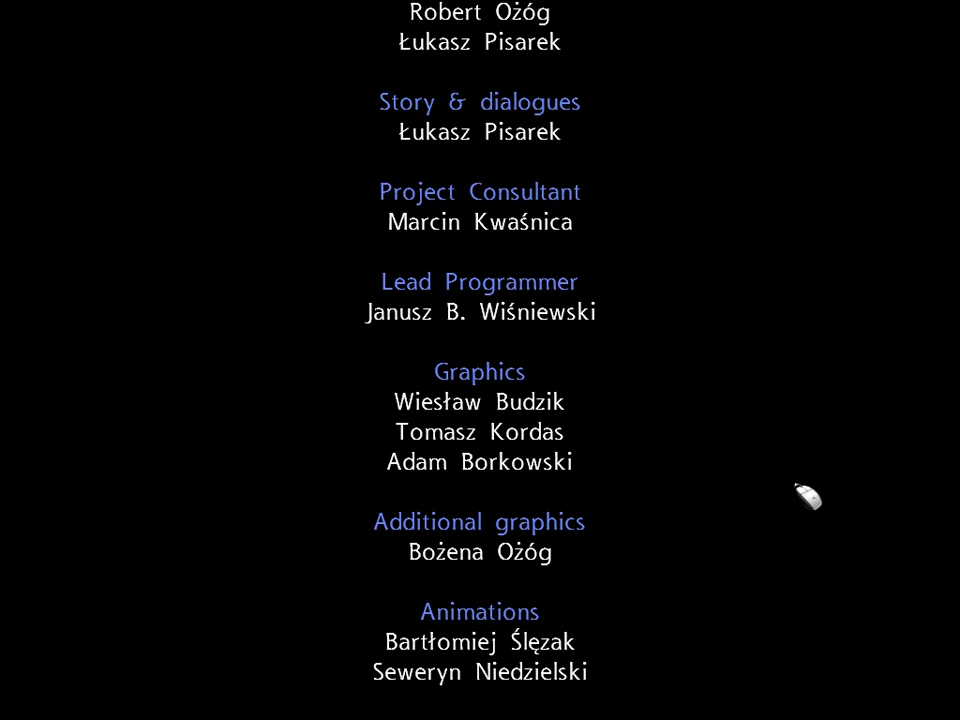 Robert Ożóg
Łukasz Pisarek
Story & dialogues
Łukasz Pisarek
Project Consultant
Marcin Kwaśnica
Lead Programmer
Janusz B. Wiśniewski
Graphics
Wiesław Budzik
Tomasz Kordas
Adam Borkowski
Additional graphics
Bożena Ożóg
Animations
Bartłomiej Ślęzak
Seweryn Niedzielski